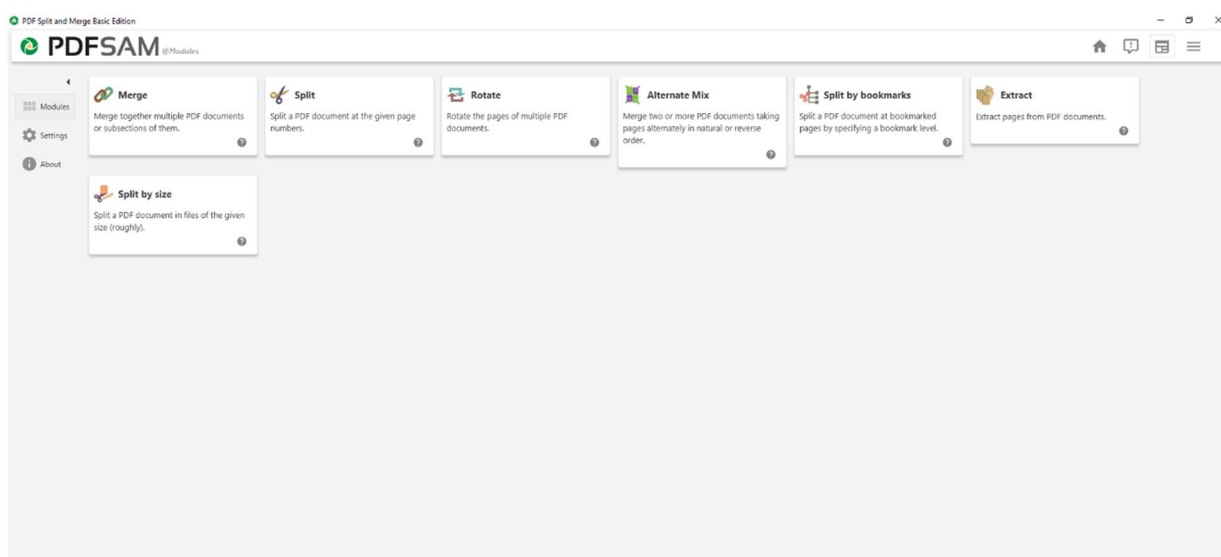 PDF Split and Merge Basic Edition
PDFSAM @Modules
Modules
Settings
About
Merge
Merge together multiple PDF documents
or subsections of them.
Split
Split a PDF document at the given page
numbers.
Rotate
Rotate the pages of multiple PDF
documents.
Alternate Mix
Merge two or more PDF documents taking
pages alternately in natural or reverse
order.
Split by bookmarks
Split a PDF document at bookmarked
pages by specifying a bookmark level.
Extract
Extract pages from PDF documents.
Split by size
Split a PDF document in files of the given
size (roughly).